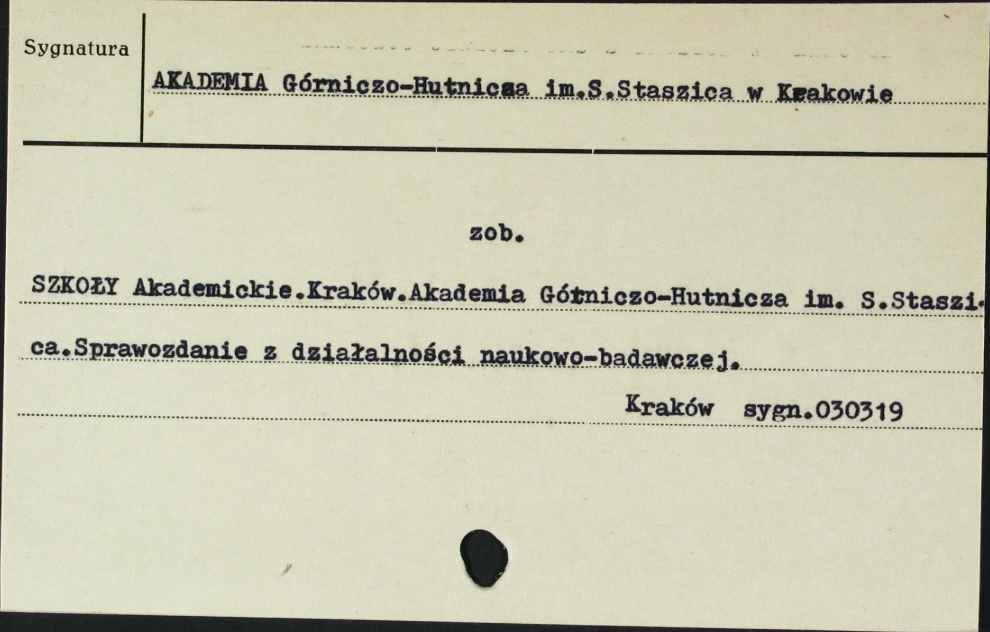 Sygnatura
AKADEMIA Górniczo-Hutnicza im.S.Staszica w Krakowie
zob.
SZKOŁY Akademickie.Kraków.Akademia Górniczo-Hutnicza im. S.Staszi-
ca.Sprawozdanie z działalności naukowo-badawczej.
Kraków sygn.030319